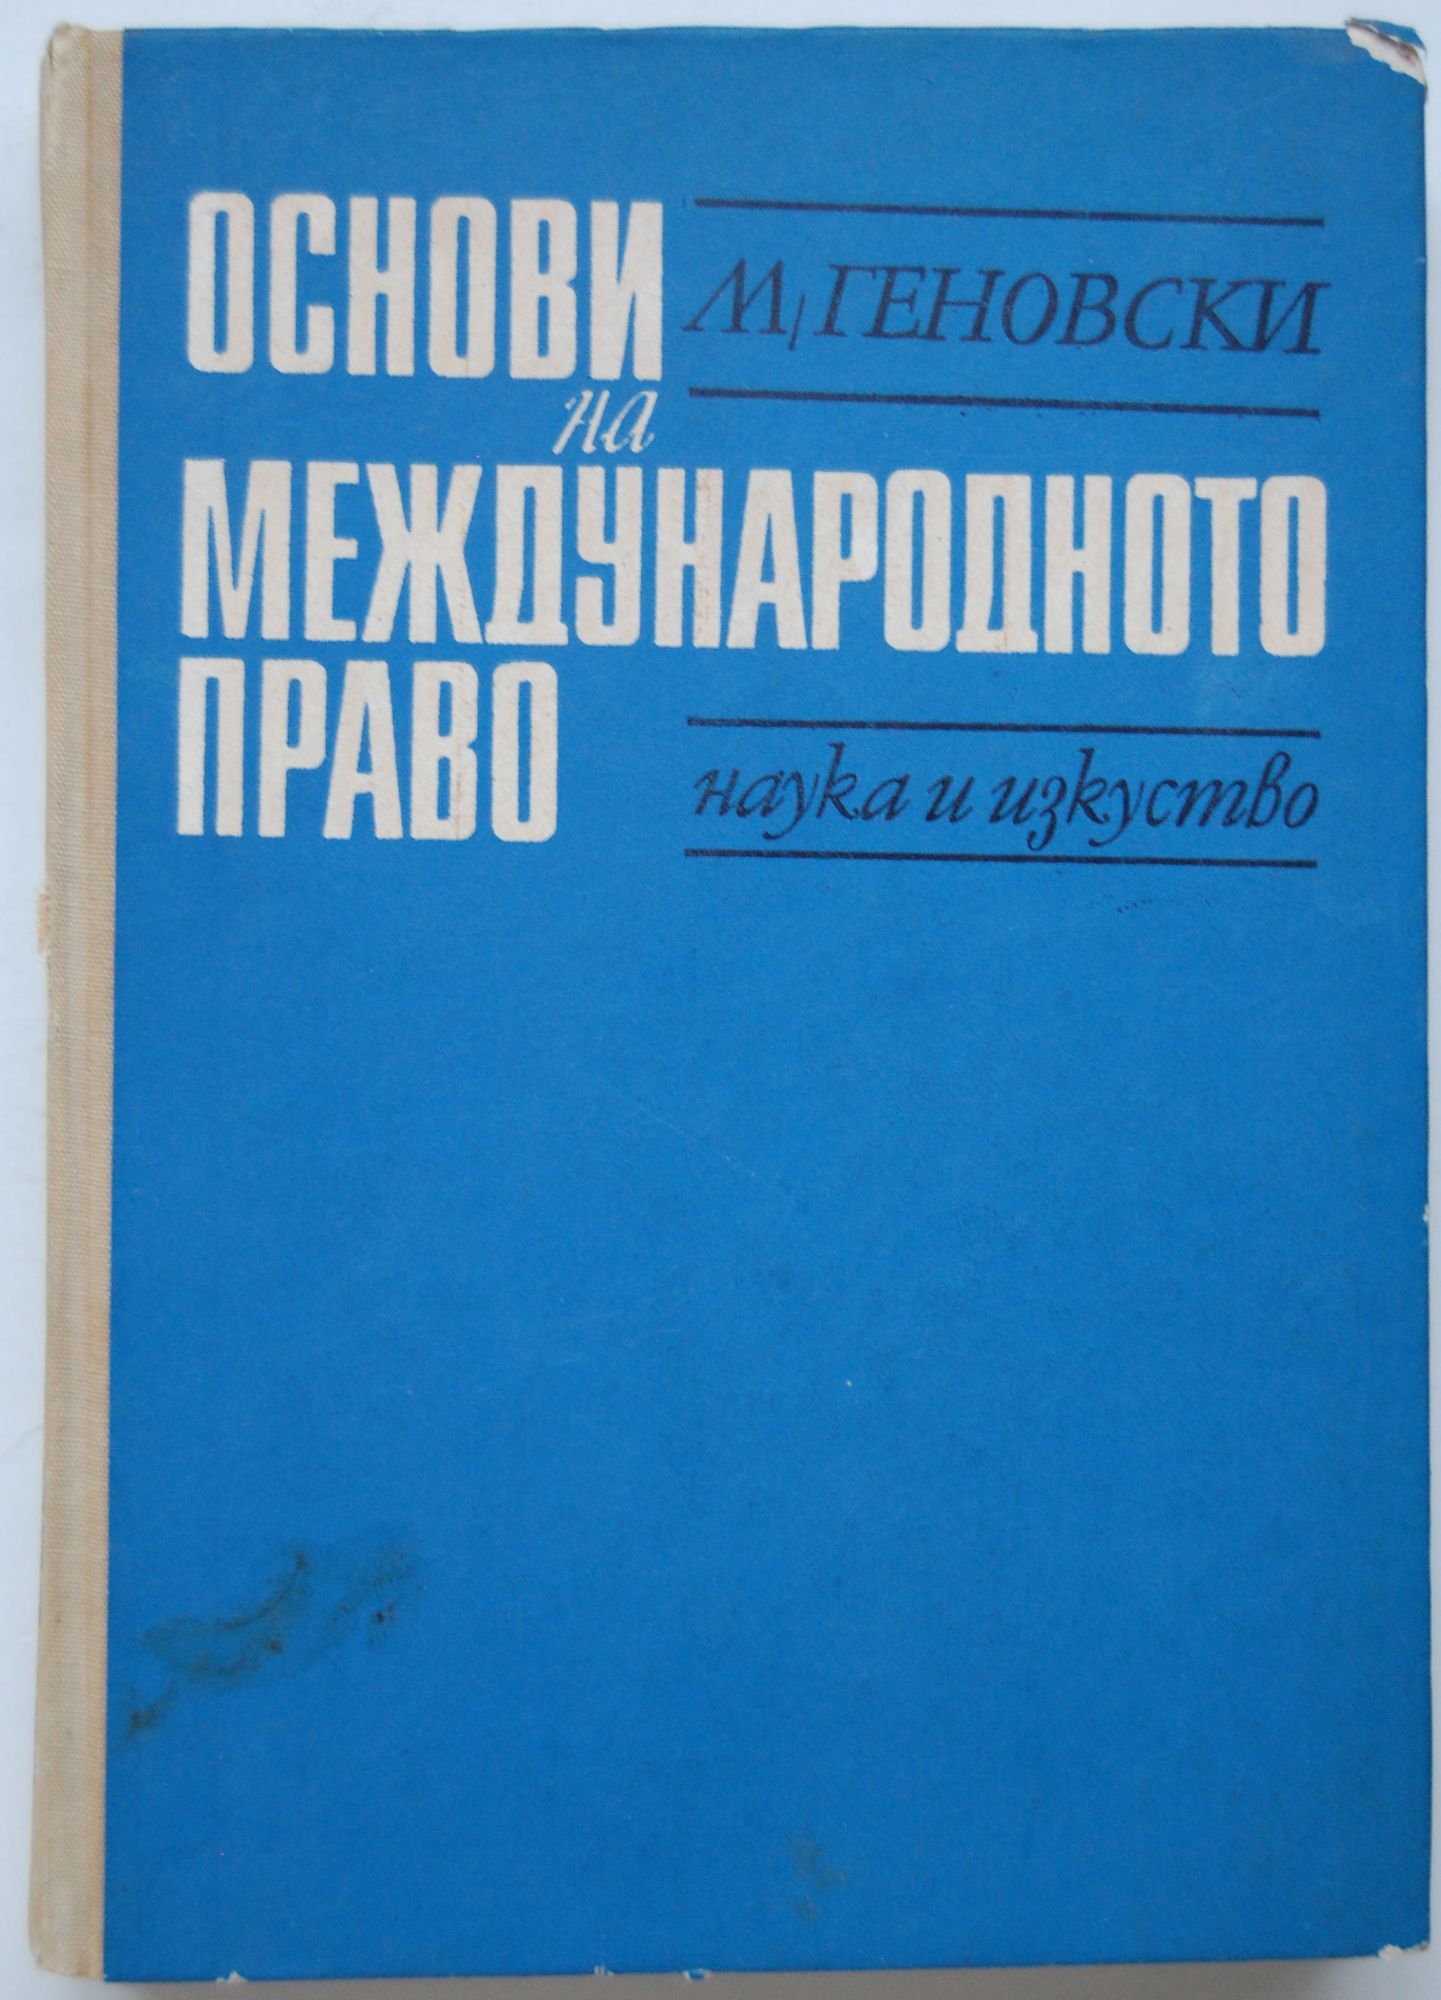 ОСНОВИ
М. ГЕНОВСКИ
на
МЕЖДУНАРОДНОТО
ПРАВО
наука и изкуство